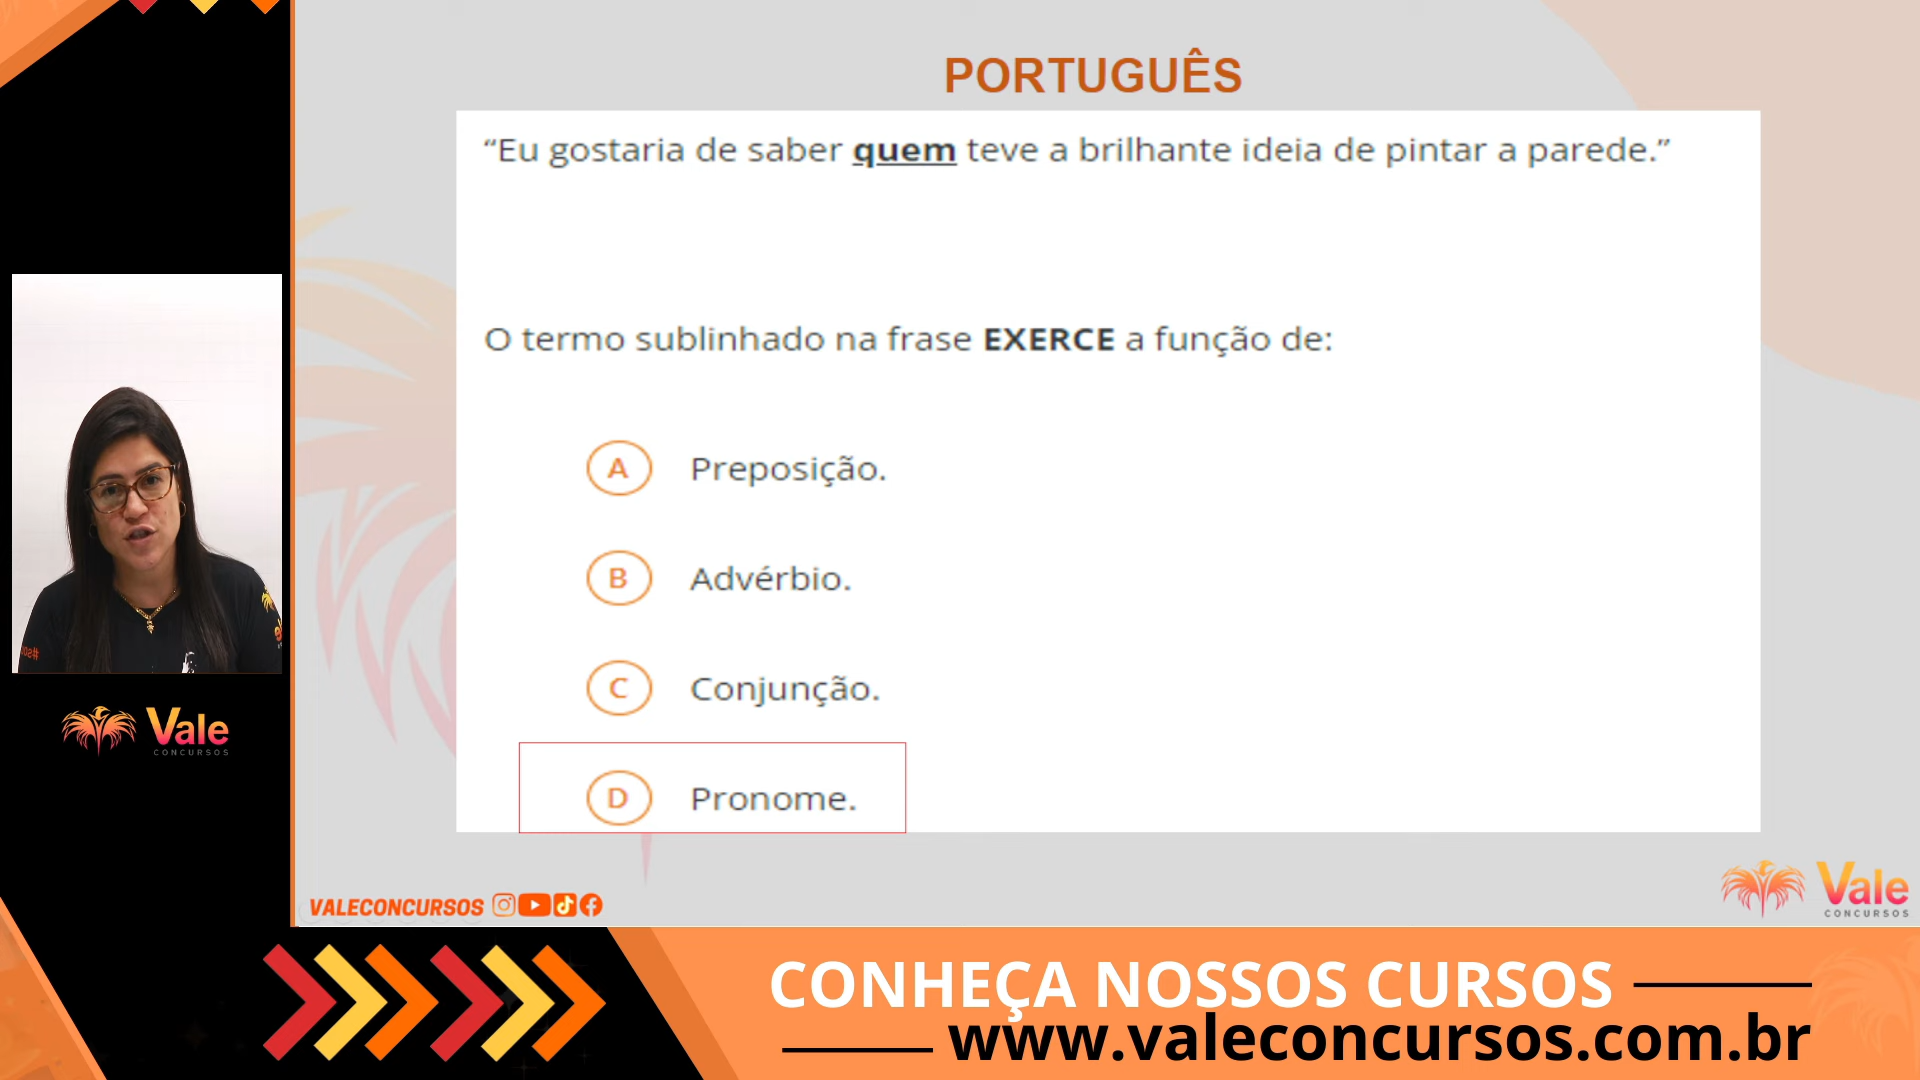 PORTUGUÊS
“Eu gostaria de saber quem teve a brilhante ideia de pintar a parede.”
O termo sublinhado na frase EXERCE a função de:
A Preposição.
B Advérbio.
C Conjunção.
D Pronome.
Vale
CONCURSOS
VALECONCURSOS
Vale
CONCURSOS
CONHEÇA NOSSOS CURSOS
www.valeconcursos.com.br